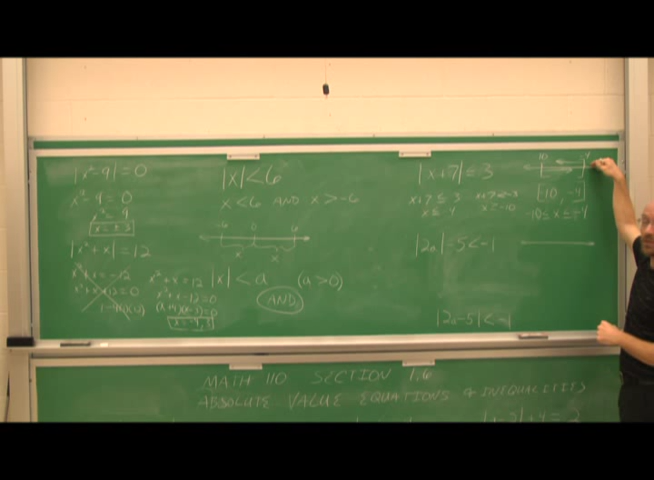 |x²-9|=0
x²-9=0
x²=9
x=±3
|x²+x|=12
x²+x=-12
x²+x+12=0
x²+x=12
x²+x-12=0
(x+4)(x-3)=0
x=-4,3
|x|<6
x<6 AND x>-6
-6 0 6
x x
|x|<a (a>0)
AND
|x+7|≤3
x+7≤3 x+7≥-3
x≤-4 x≥-10
[10,-4]
-10≤x≤-4
|2a|-5<-1
|2a-5|<-1
MATH 110 SECTION 1.6
ABSOLUTE VALUE EQUATIONS & INEQUALITIES